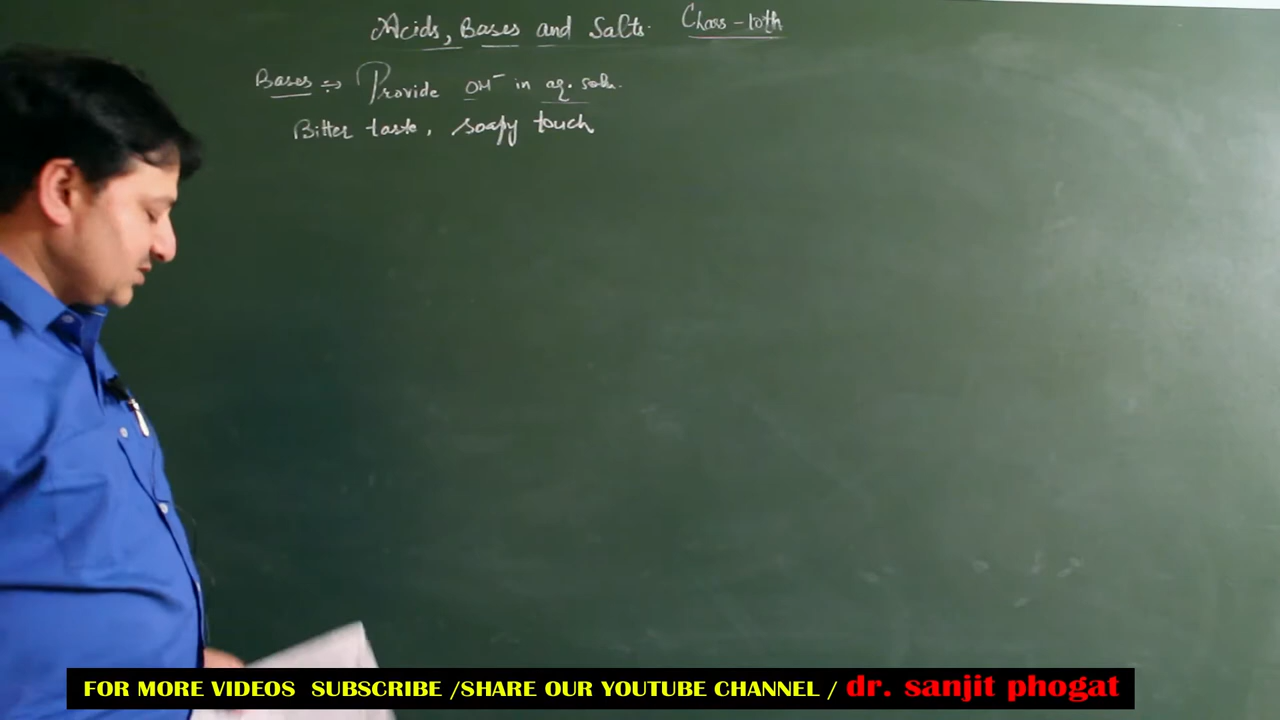 Acids, Bases and Salts. Class-10th
Bases :⇒ Provide OH⁻ in aq. soln.
Bitter taste, soapy touch
FOR MORE VIDEOS SUBSCRIBE /SHARE OUR YOUTUBE CHANNEL / dr. sanjit phogat